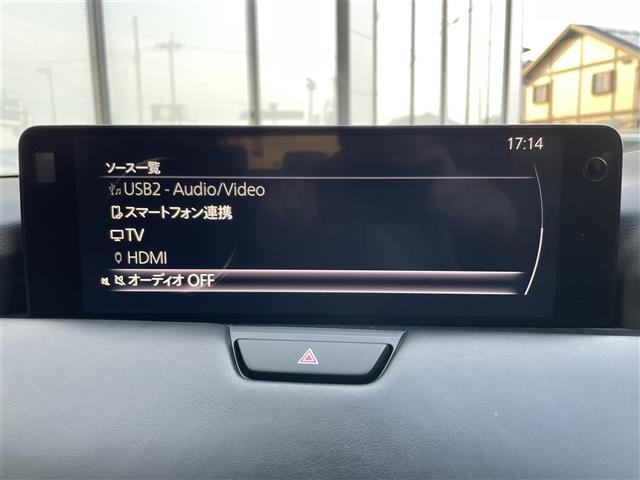 17:14
ソース一覧
USB2 - Audio/Video
スマートフォン連携
TV
HDMI
オーディオ OFF